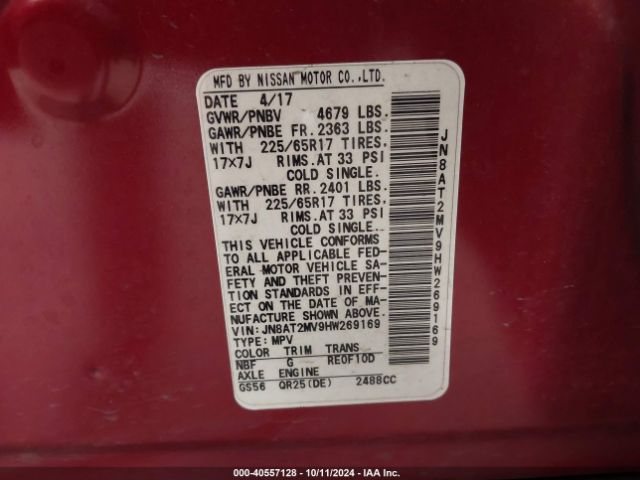 MFD BY NISSAN MOTOR CO.,LTD.
DATE 4/17
GVWR/PNBV 4679 LBS.
GAWR/PNBE FR. 2363 LBS.
WITH 225/65R17 TIRES.
17×7J RIMS. AT 33 PSI
COLD SINGLE.
GAWR/PNBE RR. 2401 LBS.
WITH 225/65R17 TIRES.
17×7J RIMS. AT 33 PSI
COLD SINGLE.
THIS VEHICLE CONFORMS
TO ALL APPLICABLE FED-
ERAL MOTOR VEHICLE SA-
FETY AND THEFT PREVEN-
TION STANDARDS IN EFF-
ECT ON THE DATE OF MA-
NUFACTURE SHOWN ABOVE.
VIN: JN8AT2MV9HW269169
TYPE: MPV
COLOR TRIM TRANS
NBF G RE0F10D
AXLE ENGINE
GS56 QR25(DE) 2488CC
JN8AT2MV9HW269169
000-40557128 - 10/11/2024 - IAA Inc.